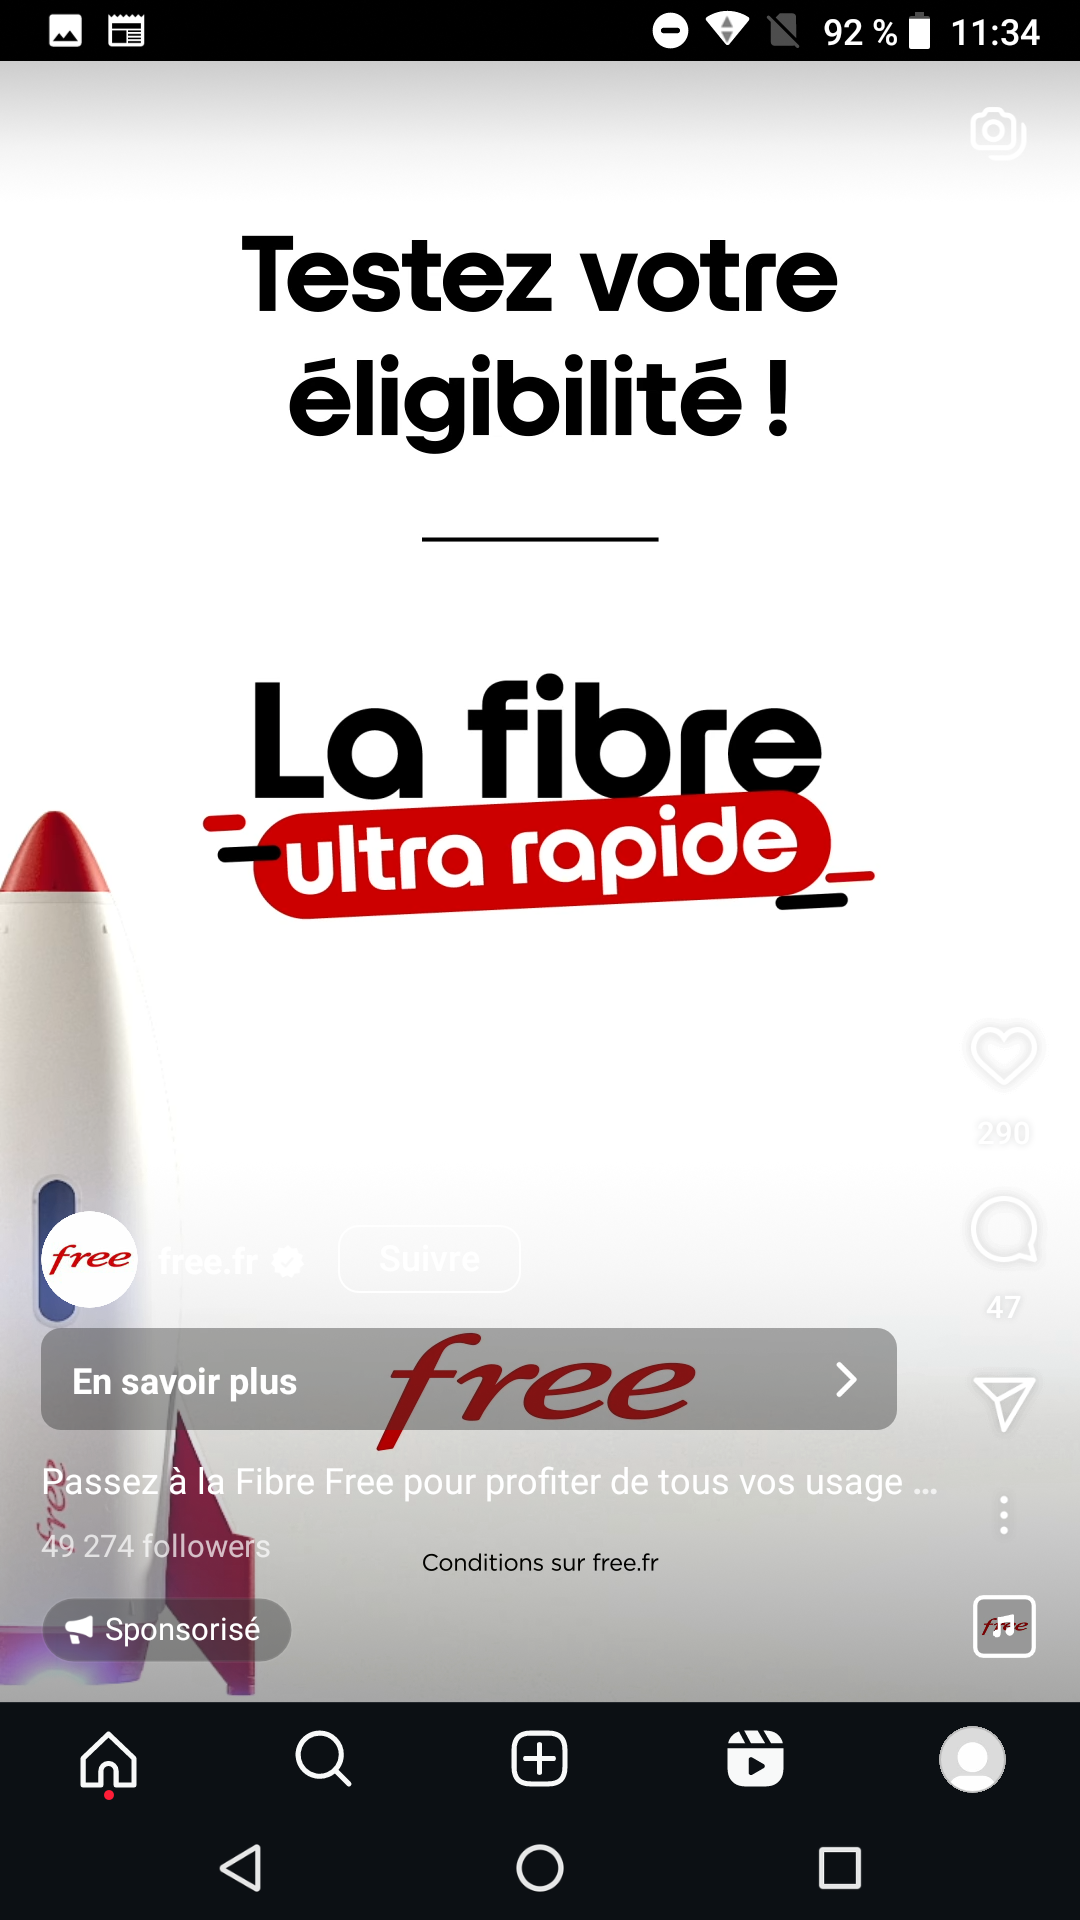 92 % 11:34
Testez votre
éligibilité !
La fibre
ultra rapide
290
free free.fr Suivre
47
En savoir plus
free
Passez à la Fibre Free pour profiter de tous vos usage ...
free
49 274 followers
Conditions sur free.fr
Sponsorisé
free